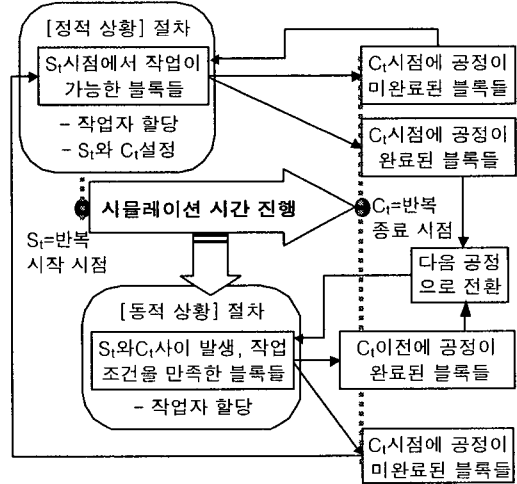 [정적 상황] 절차
St시점에서 작업이
가능한 블록들
- 작업자 할당
- St와 Ct설정
Ct시점에 공정이
미완료된 블록들
Ct시점에 공정이
완료된 블록들
시뮬레이션 시간 진행
St=반복
시작 시점
Ct=반복
종료 시점
다음 공정
으로 전환
[동적 상황] 절차
St와Ct사이 발생, 작업
조건을 만족한 블록들
- 작업자 할당
Ct이전에 공정이
완료된 블록들
Ct시점에 공정이
미완료된 블록들